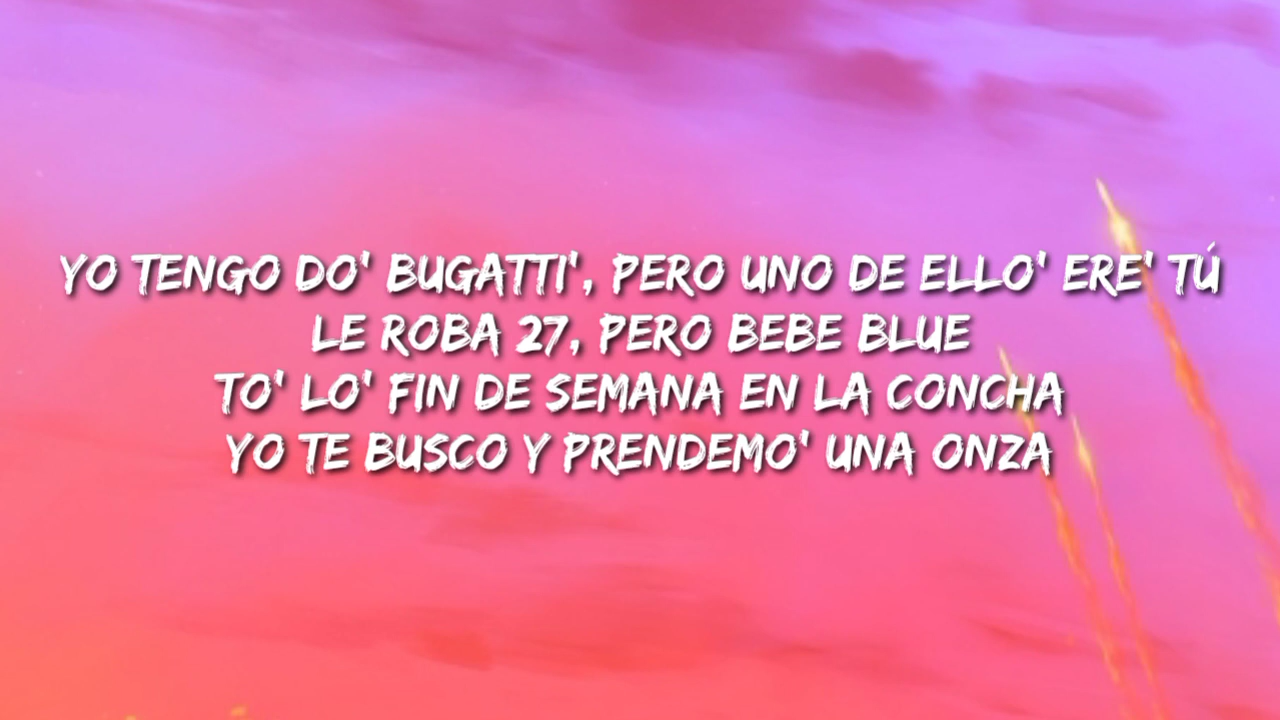 YO TENGO DO' BUGATTI', PERO UNO DE ELLO' ERE' TÚ
LE ROBA 27, PERO BEBE BLUE
TO' LO' FIN DE SEMANA EN LA CONCHA
YO TE BUSCO Y PRENDEMO' UNA ONZA